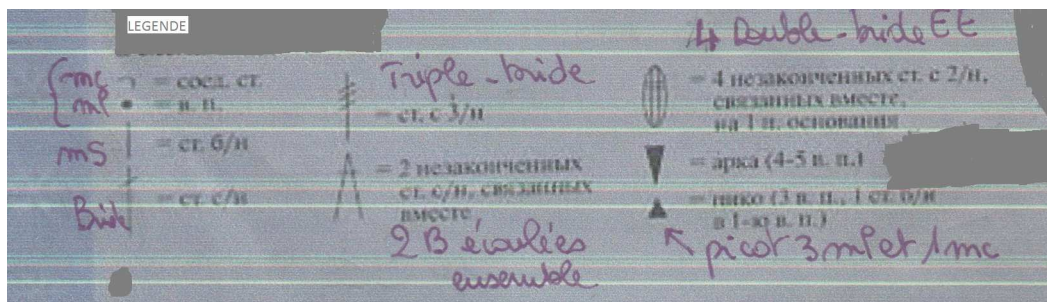 LEGENDE
mc = соед. ст.
ml = в. п.
ms = ст. б/н
Bride = ст. с/н
Triple-bride
= ст. с 3/н
= 2 незаконченных
ст. с/н, связанных
вместе
2 B écoulées
ensemble
4 Double-bride EE
= 4 незаконченных ст. с 2/н,
связанных вместе,
на 1 п. основания
= арка (4-5 в. п.)
= пико (3 в. п., 1 ст. б/н
в 1-ю в. п.)
picot 3 ml et 1 mc